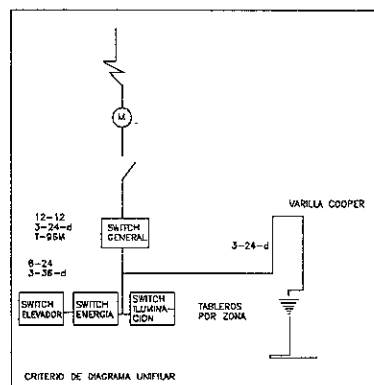 M
VARILLA COOPER
12-12
3-24-d
T-95M
SWITCH
GENERAL
3-24-d
6-24
3-36-d
SWITCH
ELEVADOR
SWITCH
ENERGIA
SWITCH
ILUMINA-
CION
TABLEROS
POR ZONA
CRITERIO DE DIAGRAMA UNIFILAR